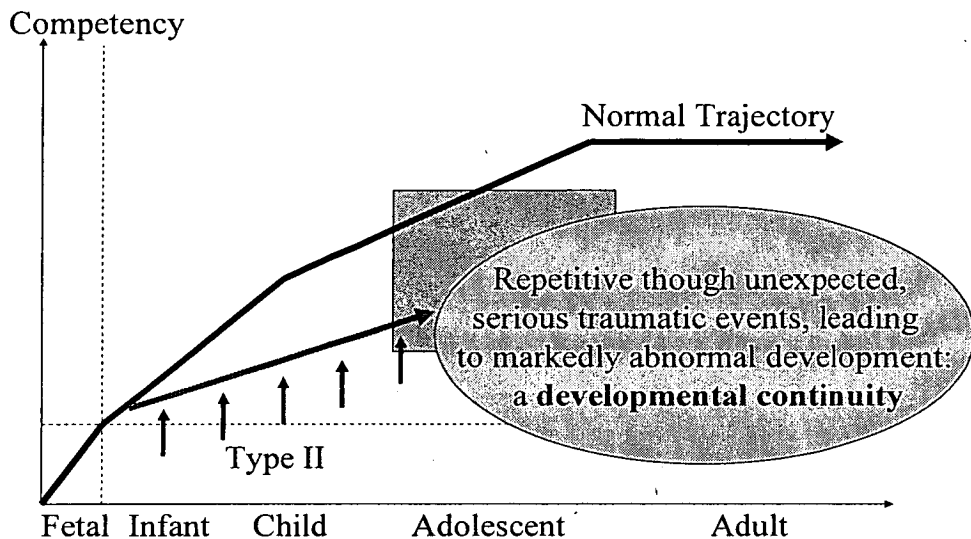 Competency
Normal Trajectory
Repetitive though unexpected,
serious traumatic events, leading
to markedly abnormal development:
a developmental continuity
Type II
Fetal Infant Child Adolescent Adult